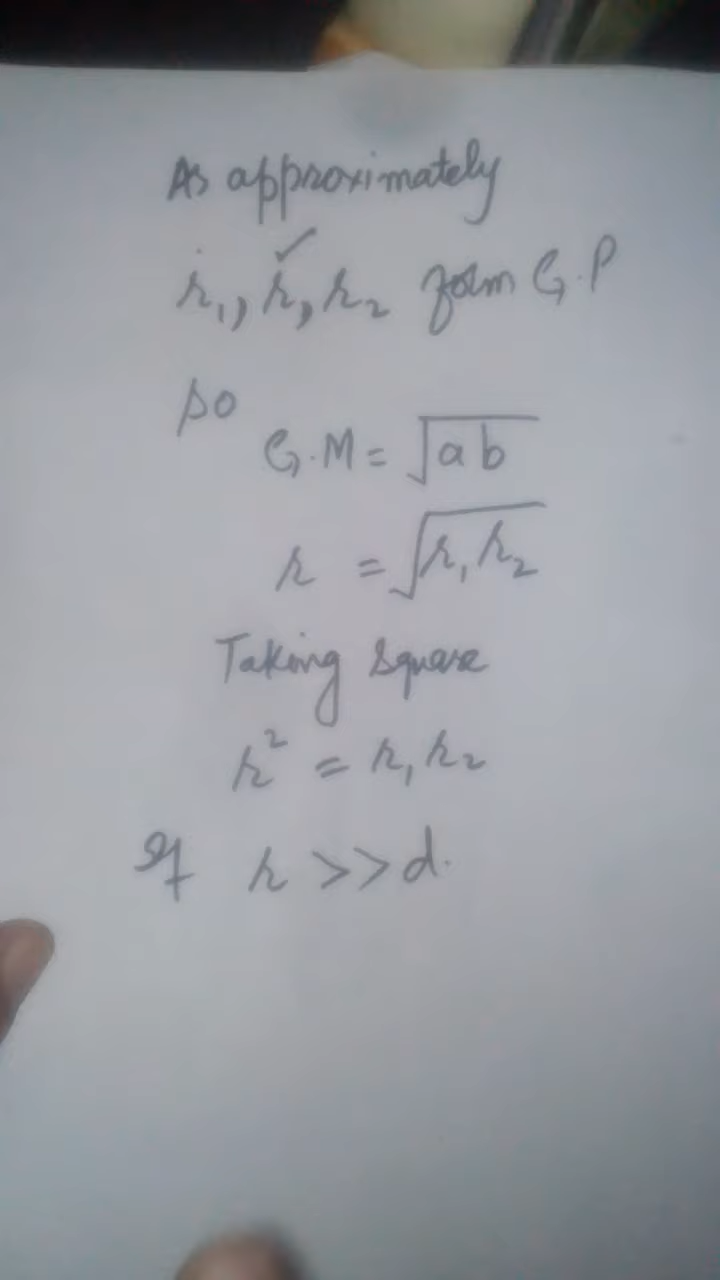 As approximately
r₁, r, r₂ form G.P
so
G.M = √ab
r = √r₁r₂
Taking Square
r² = r₁r₂
If r >> d.